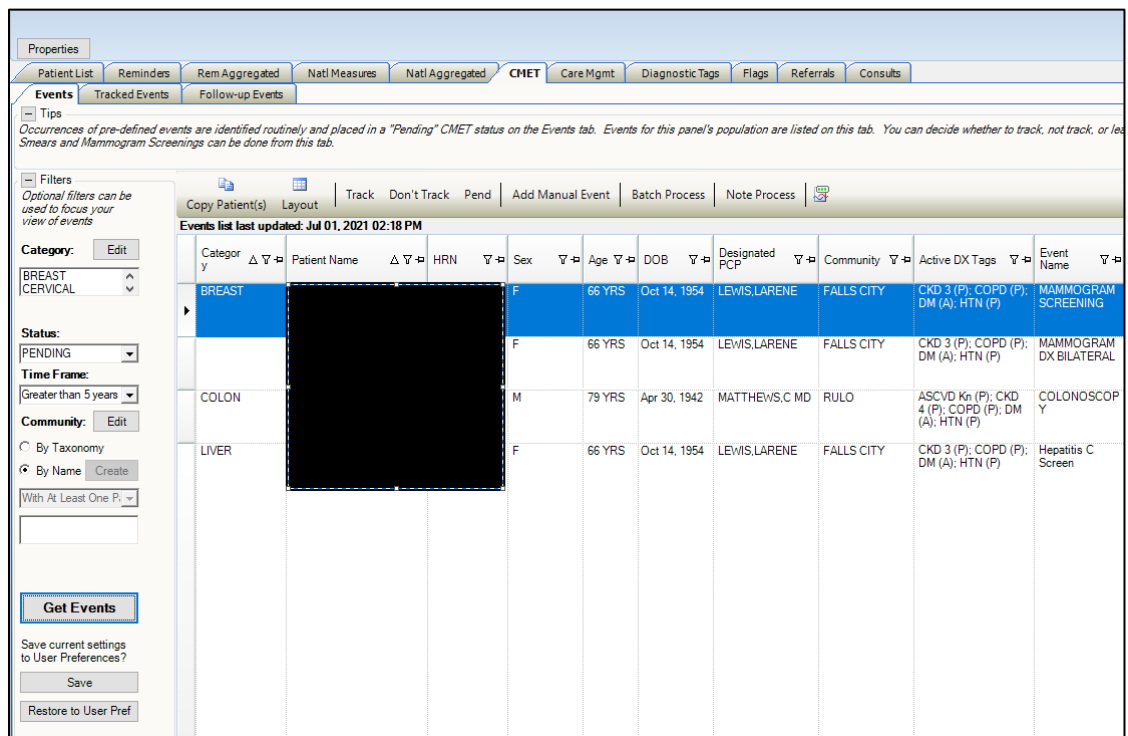 Properties
Patient List Reminders Rem Aggregated Natl Measures Natl Aggregated CMET Care Mgmt Diagnostic Tags Flags Referrals Consults
Events Tracked Events Follow-up Events
Tips
Occurrences of pre-defined events are identified routinely and placed in a "Pending" CMET status on the Events tab. Events for this panel's population are listed on this tab. You can decide whether to track, not track, or lea
Smears and Mammogram Screenings can be done from this tab.
Filters
Optional filters can be
used to focus your
view of events
Copy Patient(s) Layout Track Don't Track Pend Add Manual Event Batch Process Note Process
Events list last updated: Jul 01, 2021 02:18 PM
Category: Edit
BREAST
CERVICAL
Status:
PENDING
Time Frame:
Greater than 5 years
Community: Edit
By Taxonomy
By Name Create
With At Least One P
Get Events
Save current settings
to User Preferences?
Save
Restore to User Pref
Categor
y Patient Name HRN Sex Age DOB Designated
PCP Community Active DX Tags Event
Name
BREAST F 66 YRS Oct 14, 1954 LEWIS,LARENE FALLS CITY CKD 3 (P); COPD (P); MAMMOGRAM
DM (A); HTN (P) SCREENING
F 66 YRS Oct 14, 1954 LEWIS,LARENE FALLS CITY CKD 3 (P); COPD (P); MAMMOGRAM
DM (A); HTN (P) DX BILATERAL
COLON M 79 YRS Apr 30, 1942 MATTHEWS,C MD RULO ASCVD Kn (P); CKD COLONOSCOP
4 (P); COPD (P); DM Y
(A); HTN (P)
LIVER F 66 YRS Oct 14, 1954 LEWIS,LARENE FALLS CITY CKD 3 (P); COPD (P); Hepatitis C
DM (A); HTN (P) Screen